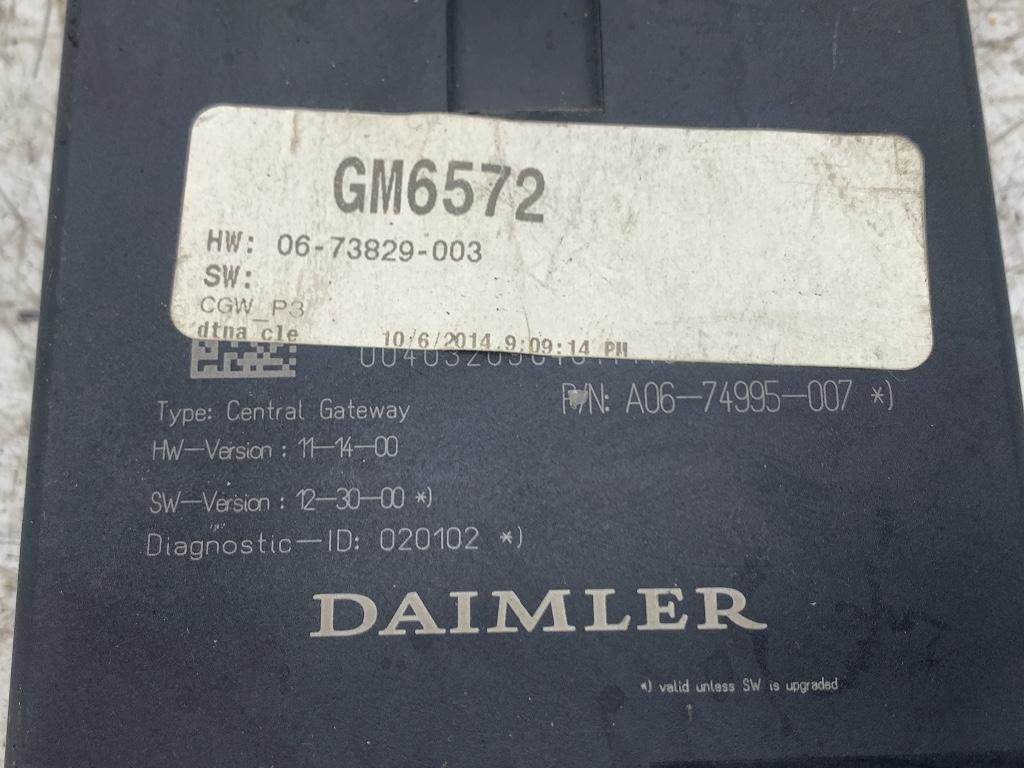 GM6572
HW: 06-73829-003
SW:
CGW_P3
dtna_cle 10/6/2014 9:09:14 PM
P/N: A06-74995-007 *)
Type: Central Gateway
HW-Version : 11-14-00
SW-Version : 12-30-00 *)
Diagnostic-ID: 020102 *)
DAIMLER
*) valid unless SW is upgraded